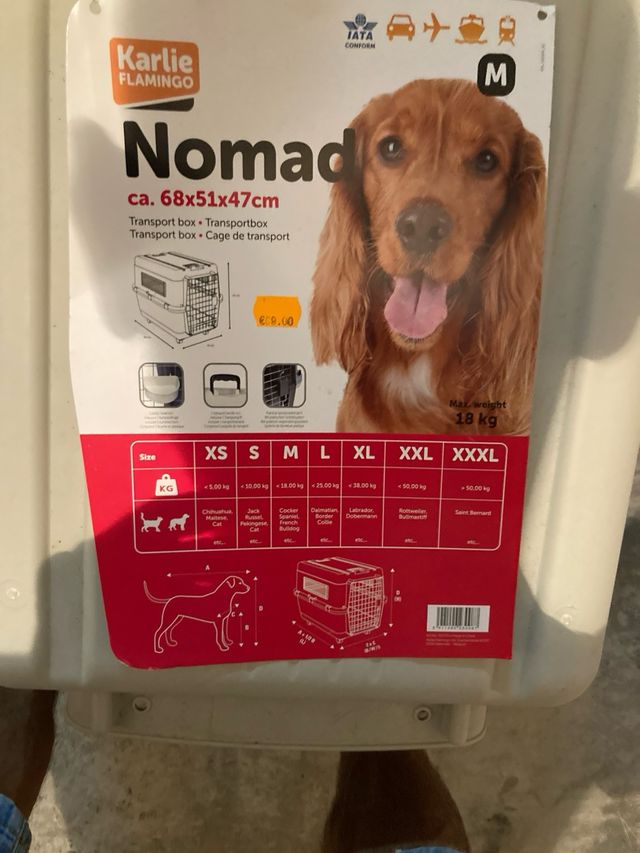 IATA
CONFORM
Karlie
FLAMINGO
M
Nomad
ca. 68x51x47cm
Transport box • Transportbox
Transport box • Cage de transport
Max. weight
18 kg
Size XS S M L XL XXL XXXL
KG < 5,00 kg < 10,00 kg < 18,00 kg < 25,00 kg < 38,00 kg < 50,00 kg > 50,00 kg
Chihuahua, Maltese, Cat etc... Jack Russel, Pekingese, Cat etc... Cocker Spaniel, French Bulldog etc... Dalmatian, Border Collie etc... Labrador, Dobermann etc... Rottweiler, Bullmastiff etc... Saint Bernard etc...
A
C
B
D
D
(H)